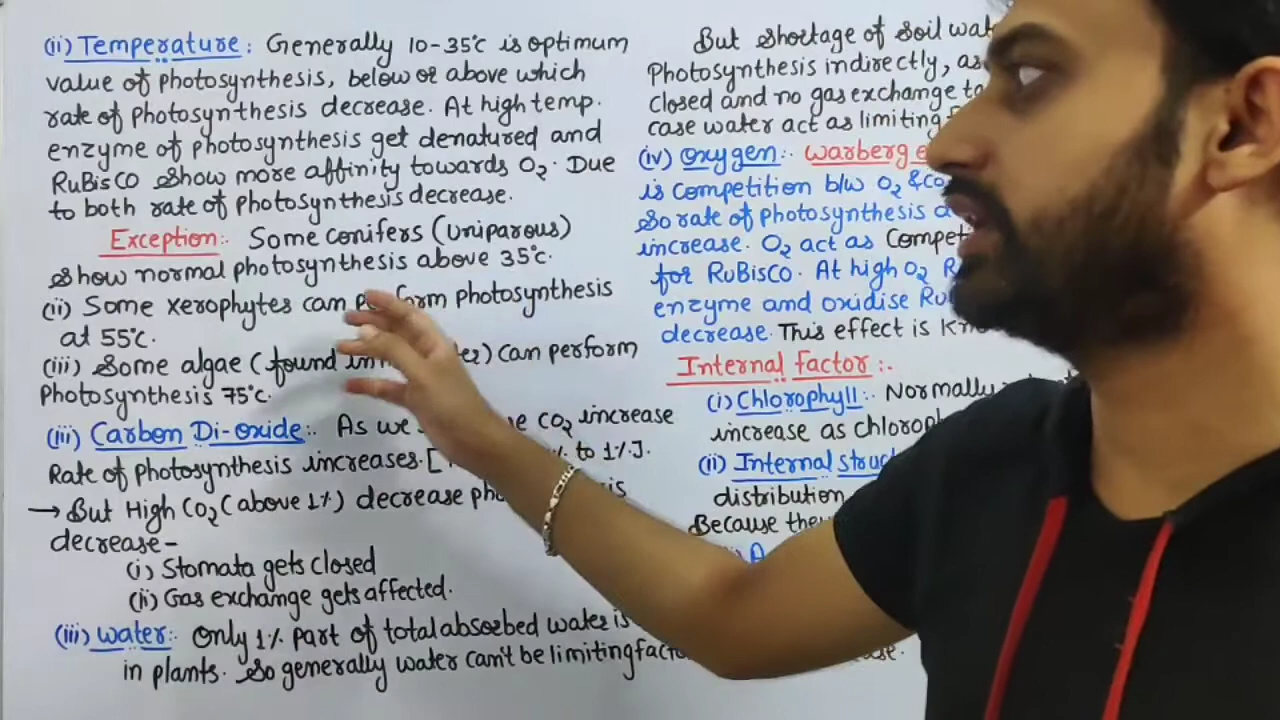 (ii) Temperature: Generally 10-35°c is optimum
value of photosynthesis, below or above which
rate of photosynthesis decrease. At high temp.
enzyme of photosynthesis get denatured and
RuBisCO show more affinity towards O2. Due
to both rate of photosynthesis decrease.
Exception:- Some conifers (uniparous)
show normal photosynthesis above 35°c.
(ii) Some xerophytes can perform photosynthesis
at 55°c.
(iii) Some algae (found in) can perform
Photosynthesis 75°c.
(iii) Carbon Di-oxide:- As we CO2 increase
Rate of photosynthesis increases. [ to 1%].
→ But High CO2 (above 1%) decrease
decrease-
(i) Stomata gets closed
(ii) Gas exchange gets affected.
(iii) water:- Only 1% part of total absorbed water is
in plants. So generally water can't be limiting
But shortage of soil
Photosynthesis indirectly,
closed and no gas exchange
case water act as limiting
(iv) Oxygen:- Warberg
is competition b/w O2 &
So rate of photosynthesis
increase. O2 act as
for RuBisCO. At high O2
enzyme and oxidise
decrease. This effect is
Internal factor:-
(i) Chlorophyll:- Normally
increase as
(ii) Internal
distribution
Because